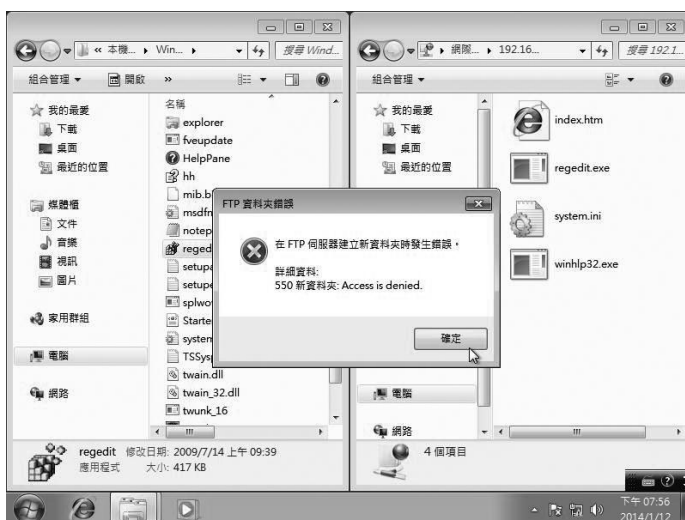 « 本機... ▸ Win... ▸
搜尋 Wind...
組合管理 ▼
開啟
»
我的最愛
下載
桌面
最近的位置
媒體櫃
文件
音樂
視訊
圖片
家用群組
電腦
網路
名稱
explorer
fveupdate
HelpPane
hh
mib.b
msdfn
notep
reged
setupa
setupe
splwo
Starte
system
TSSysp
twain.dll
twain_32.dll
twunk_16
regedit 修改日期: 2009/7/14 上午 09:39
應用程式 大小: 417 KB
▸ 網際... ▸ 192.16...
搜尋 192.1...
組合管理 ▼
我的最愛
下載
桌面
最近的位置
電腦
網路
index.htm
regedit.exe
system.ini
winhlp32.exe
4 個項目
FTP 資料夾錯誤
在 FTP 伺服器建立新資料夾時發生錯誤。
詳細資料:
550 新資料夾: Access is denied.
確定
下午 07:56
2014/1/12